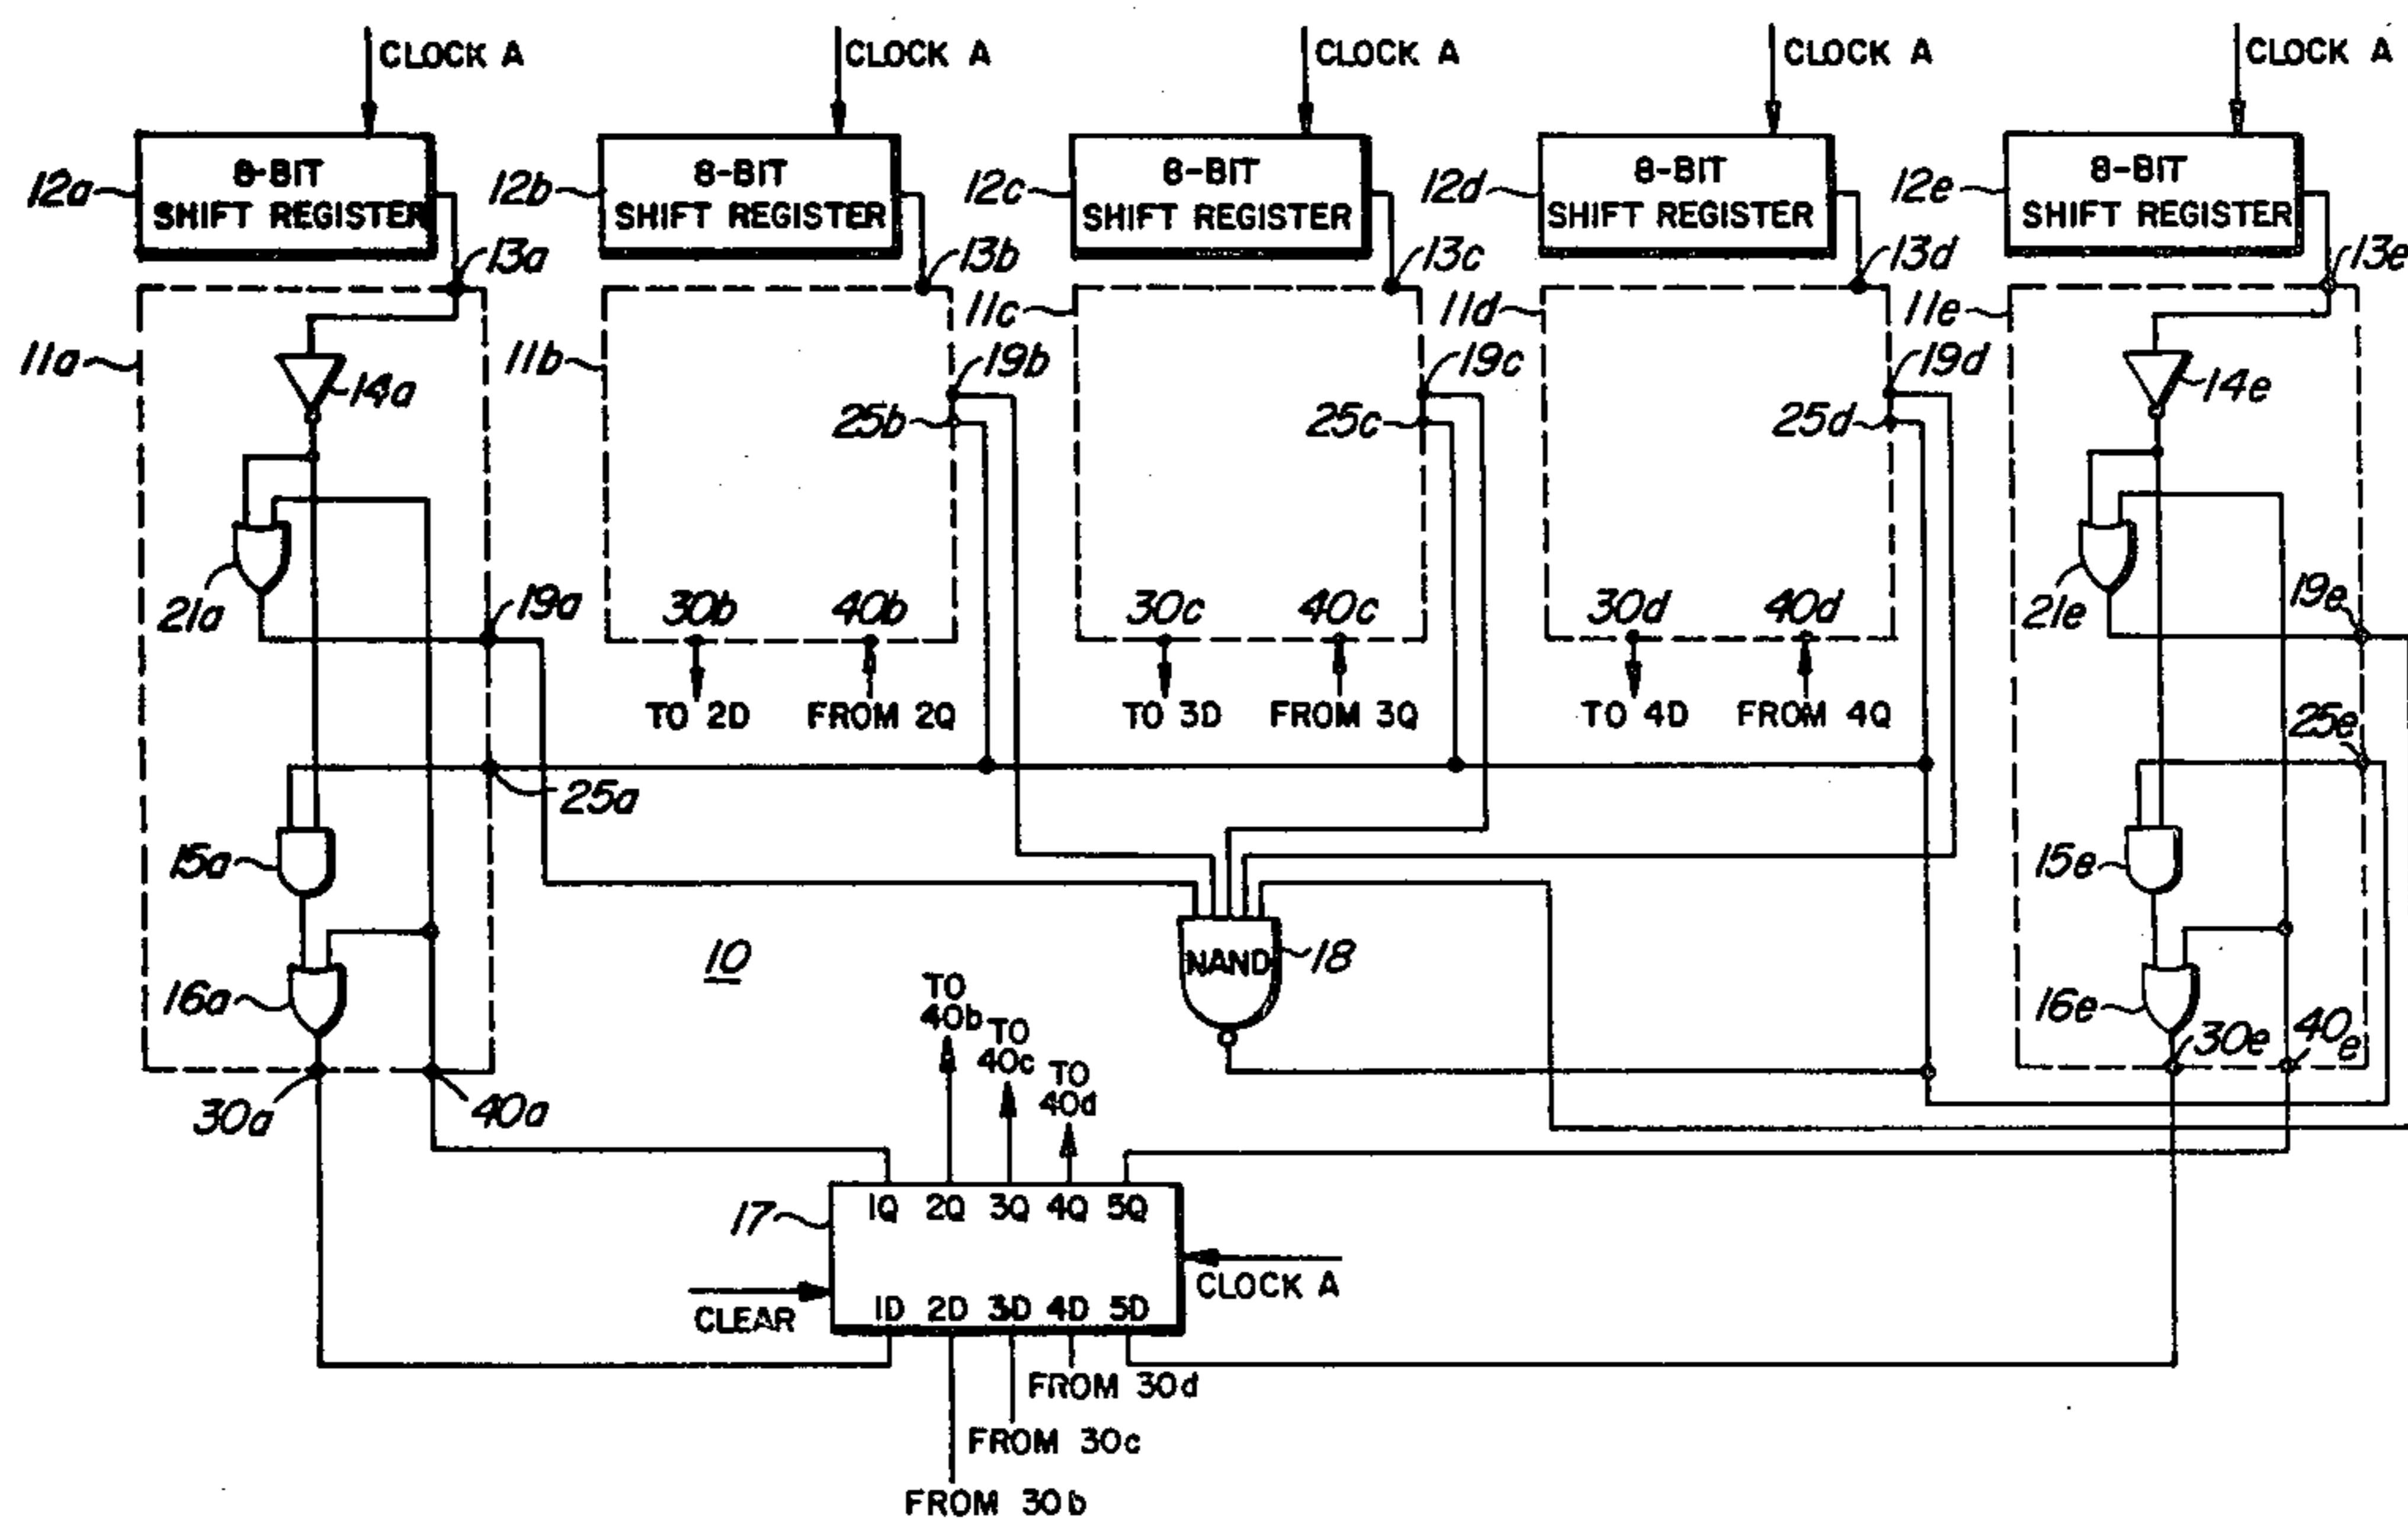 CLOCK A
CLOCK A
CLOCK A
CLOCK A
CLOCK A
12a
8-BIT
SHIFT REGISTER
12b
8-BIT
SHIFT REGISTER
12c
8-BIT
SHIFT REGISTER
12d
8-BIT
SHIFT REGISTER
12e
8-BIT
SHIFT REGISTER
13a
13b
13c
13d
13e
11a
11b
11c
11d
11e
14a
19b
19c
19d
14e
25b
25c
25d
21a
19a
30b
40b
30c
40c
30d
40d
21e
19e
TO 2D
FROM 2Q
TO 3D
FROM 3Q
TO 4D
FROM 4Q
25e
25a
15a
15e
10
NAND
18
16a
16e
TO
40b
TO
40c
TO
40d
30e
40e
30a
40a
17
1Q 2Q 3Q 4Q 5Q
CLEAR
CLOCK A
1D 2D 3D 4D 5D
FROM 30d
FROM 30c
FROM 30b